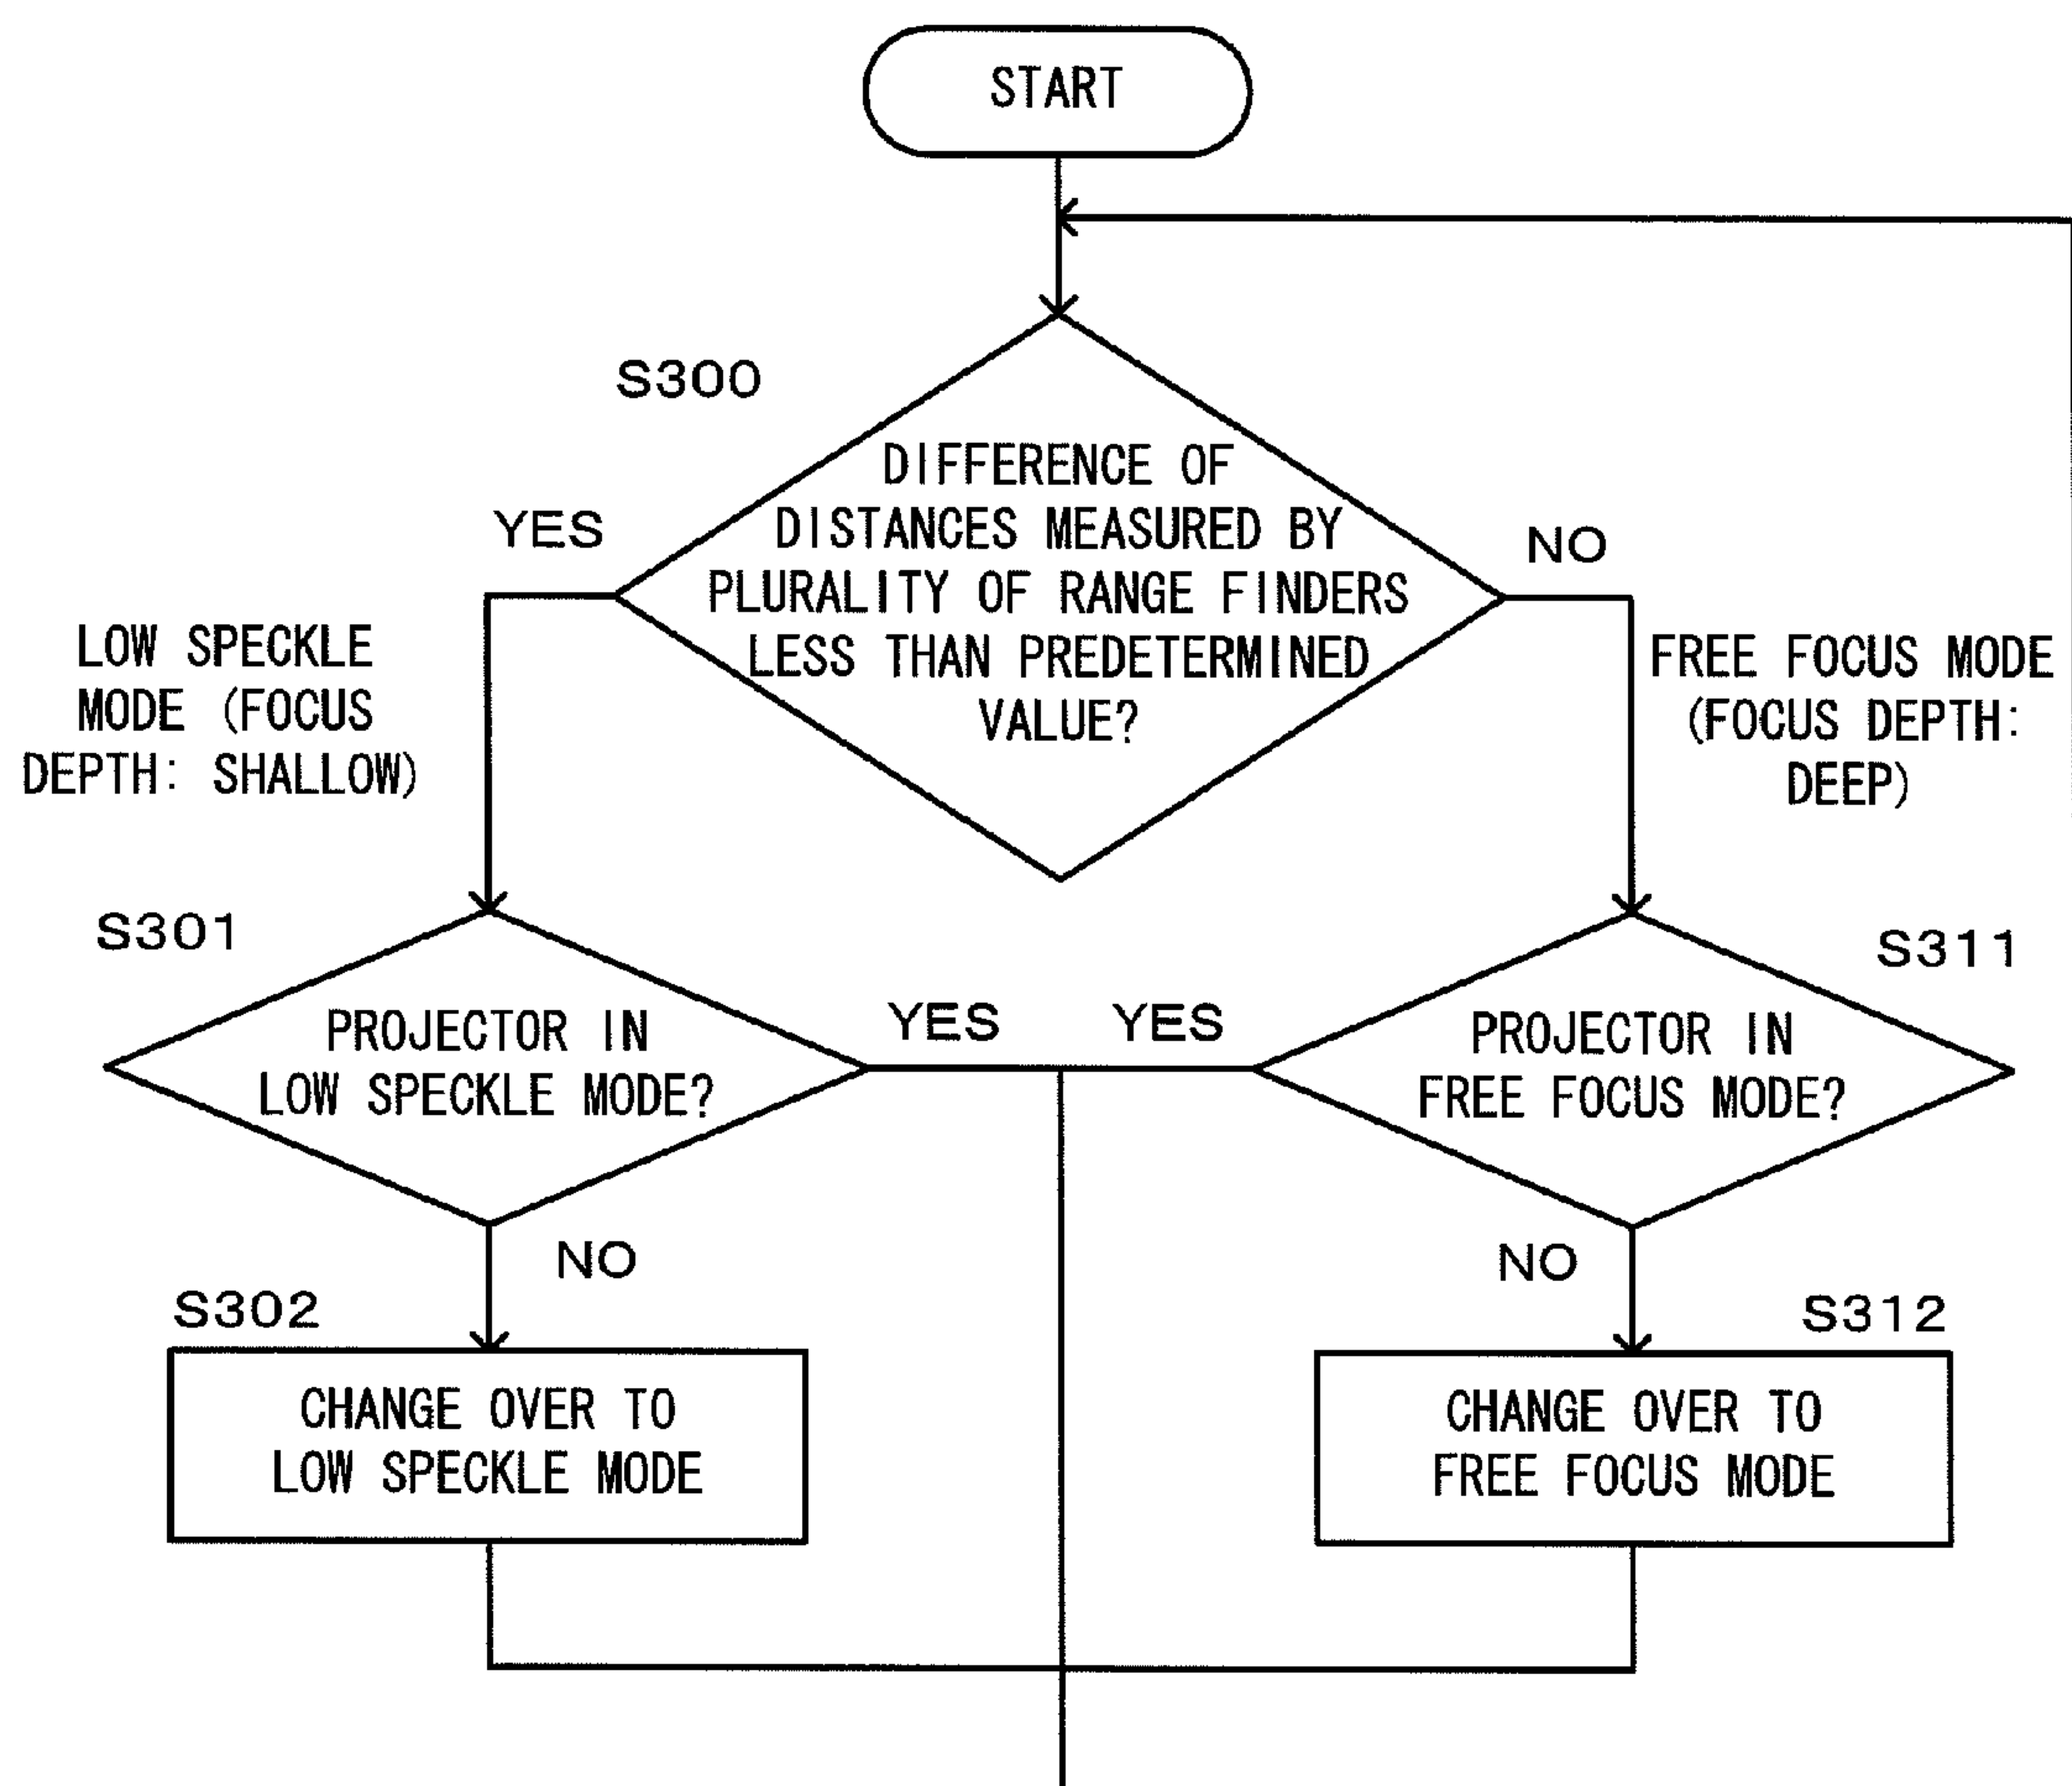 START
S300
DIFFERENCE OF
DISTANCES MEASURED BY
PLURALITY OF RANGE FINDERS
LESS THAN PREDETERMINED
VALUE?
YES
NO
LOW SPECKLE
MODE (FOCUS
DEPTH: SHALLOW)
FREE FOCUS MODE
(FOCUS DEPTH:
DEEP)
S301
PROJECTOR IN
LOW SPECKLE MODE?
YES
YES
S311
PROJECTOR IN
FREE FOCUS MODE?
NO
NO
S302
CHANGE OVER TO
LOW SPECKLE MODE
S312
CHANGE OVER TO
FREE FOCUS MODE